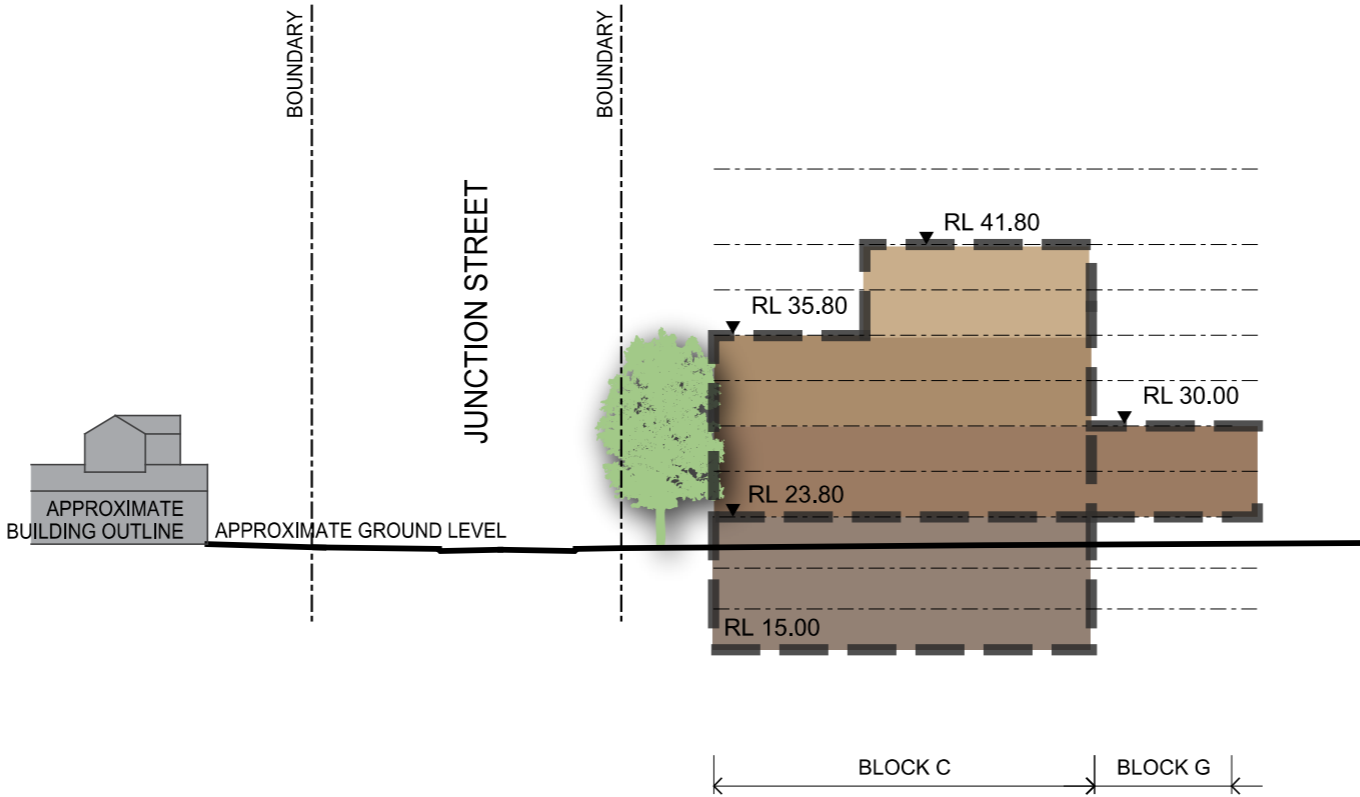 BOUNDARY
BOUNDARY
JUNCTION STREET
RL 41.80
RL 35.80
RL 30.00
RL 23.80
APPROXIMATE
BUILDING OUTLINE
APPROXIMATE GROUND LEVEL
RL 15.00
BLOCK C
BLOCK G